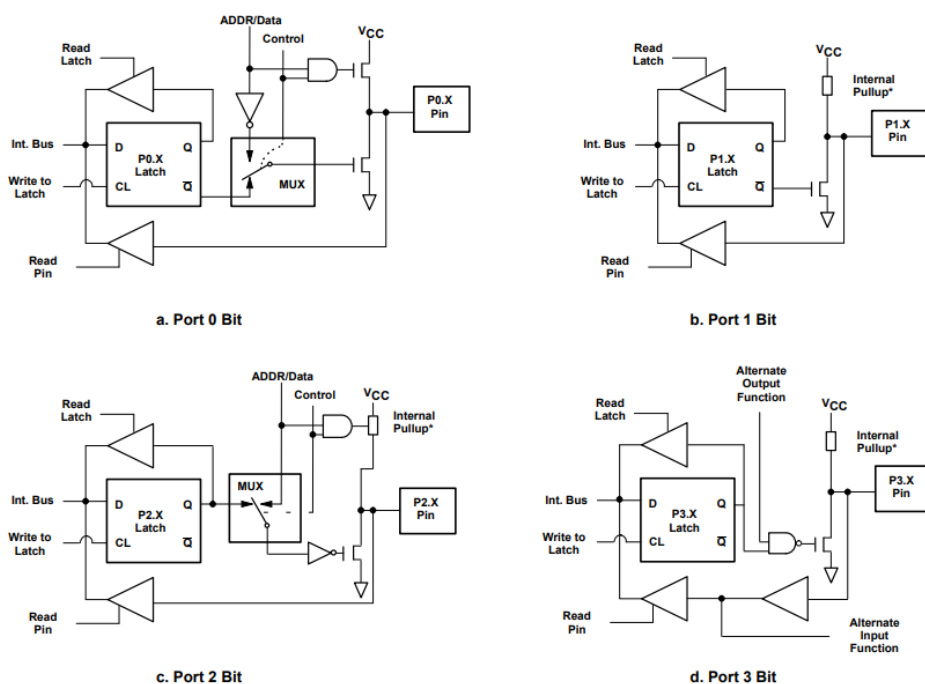 ADDR/Data
Control
VCC
Read
Latch
P0.X
Pin
Int. Bus
D
Q
P0.X
Latch
Write to
Latch
CL
Q
MUX
Read
Pin
a. Port 0 Bit
VCC
Read
Latch
Internal
Pullup*
P1.X
Pin
Int. Bus
D
Q
P1.X
Latch
Write to
Latch
CL
Q
Read
Pin
b. Port 1 Bit
ADDR/Data
Control
VCC
Read
Latch
Internal
Pullup*
MUX
Int. Bus
D
Q
P2.X
Latch
P2.X
Pin
Write to
Latch
CL
Q
Read
Pin
c. Port 2 Bit
Alternate
Output
Function
VCC
Read
Latch
Internal
Pullup*
P3.X
Pin
Int. Bus
D
Q
P3.X
Latch
Write to
Latch
CL
Q
Read
Pin
Alternate
Input
Function
d. Port 3 Bit